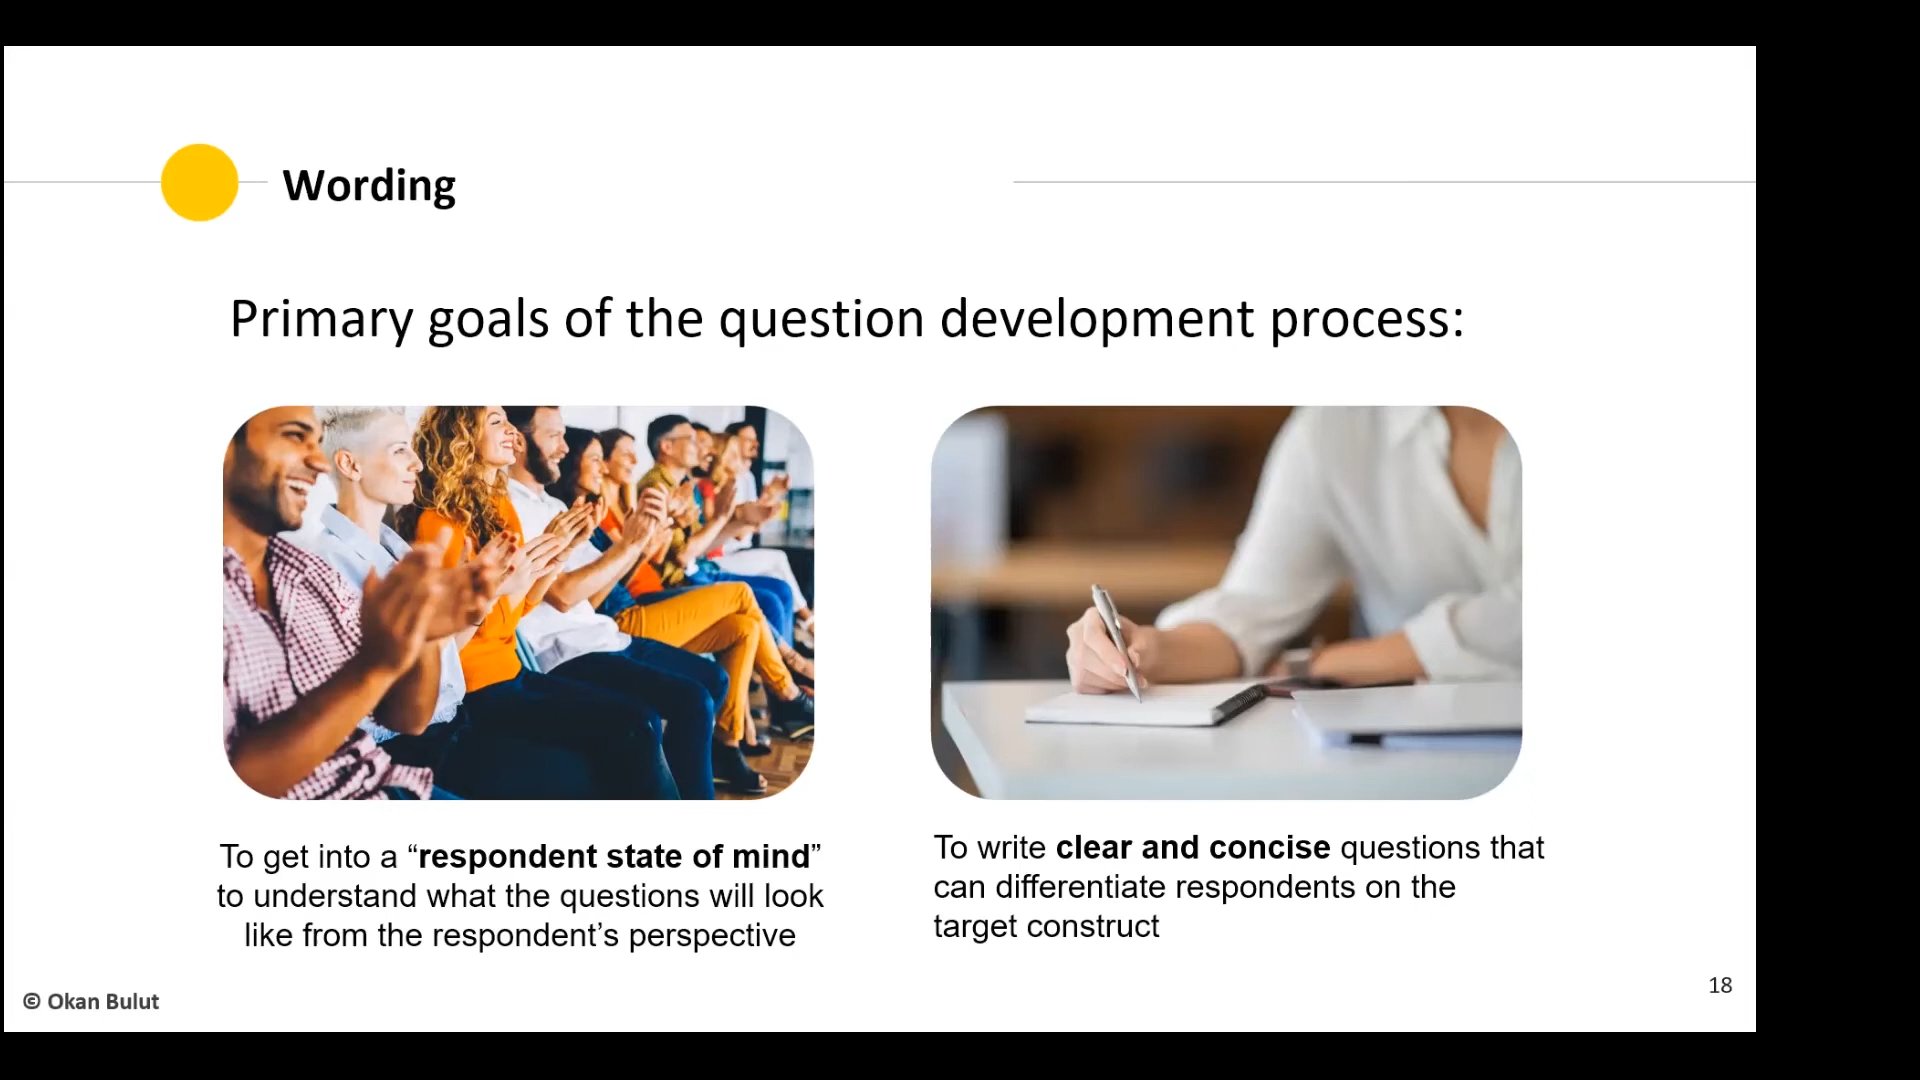 Wording
Primary goals of the question development process:
To get into a “respondent state of mind”
to understand what the questions will look
like from the respondent’s perspective
To write clear and concise questions that
can differentiate respondents on the
target construct
© Okan Bulut
18